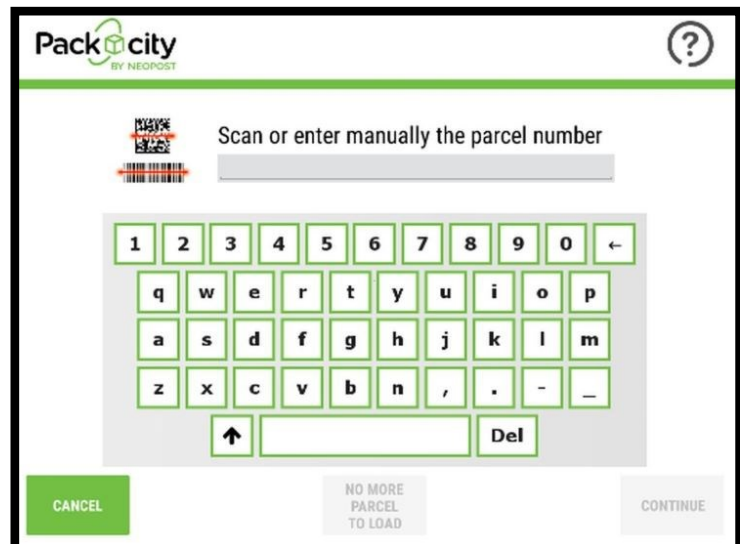 Pack city
BY NEOPOST
?
Scan or enter manually the parcel number
1 2 3 4 5 6 7 8 9 0 ←
q w e r t y u i o p
a s d f g h j k l m
z x c v b n , . - _
↑ Del
CANCEL
NO MORE
PARCEL
TO LOAD
CONTINUE